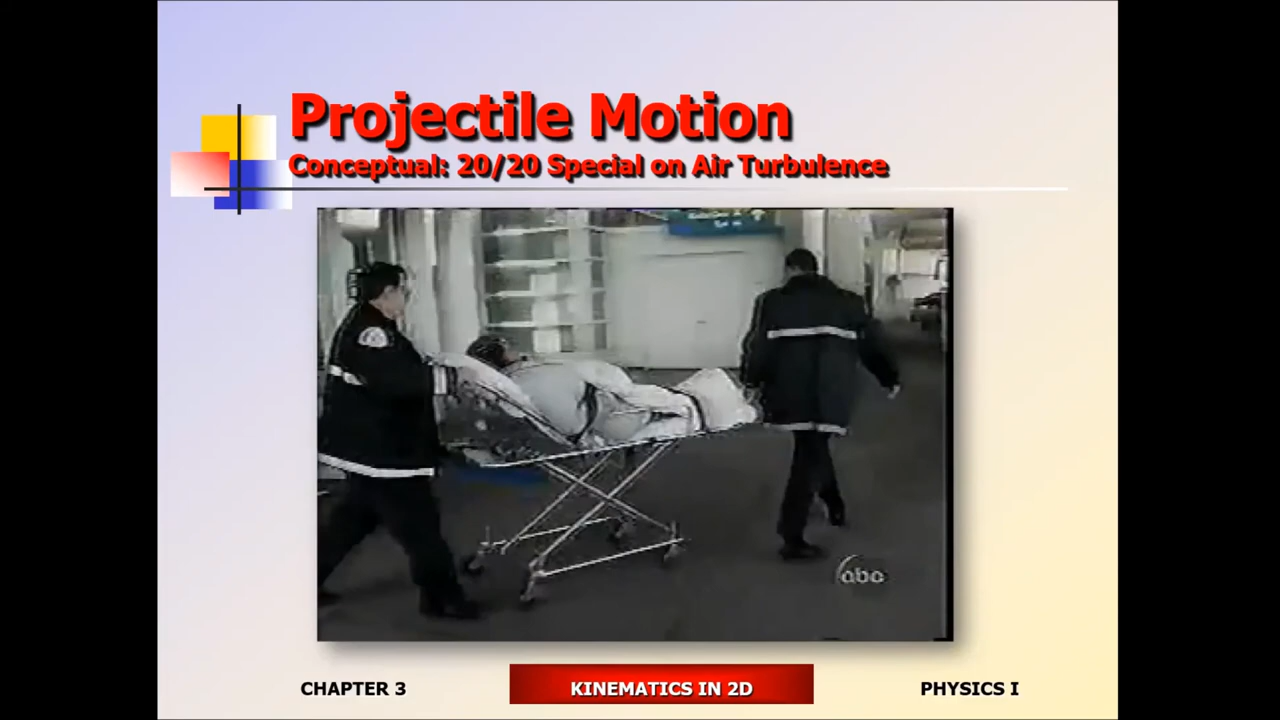 Projectile Motion
Conceptual: 20/20 Special on Air Turbulence
abc
CHAPTER 3
KINEMATICS IN 2D
PHYSICS I